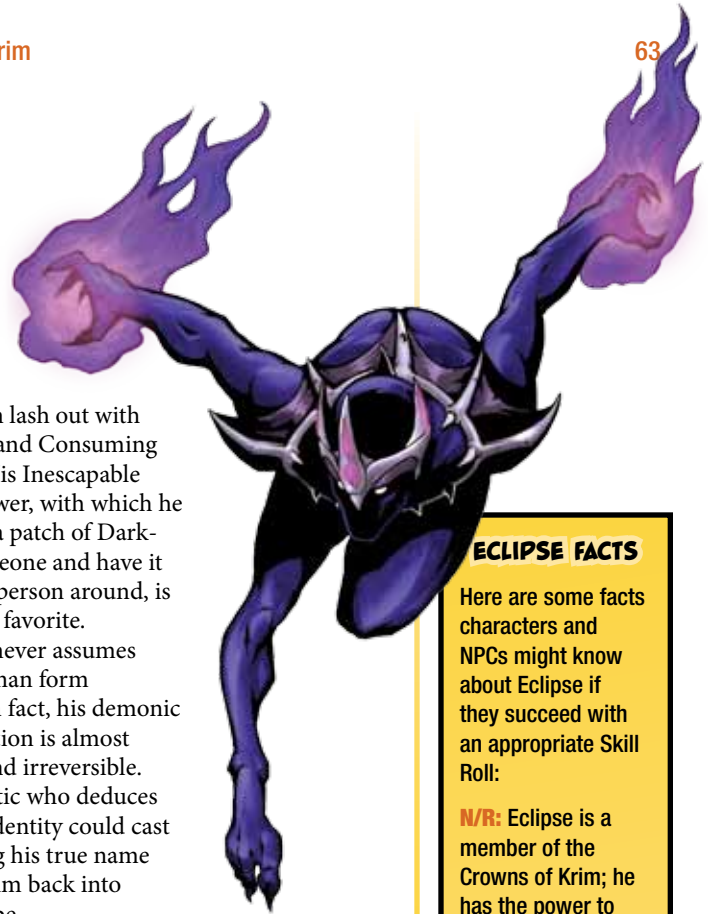 rim
63
n lash out with
and Consuming
is Inescapable
wer, with which he
a patch of Dark-
eone and have it
person around, is
favorite.
never assumes
nan form
n fact, his demonic
tion is almost
nd irreversible.
tic who deduces
dentity could cast
g his true name
m back into
ECLIPSE FACTS
Here are some facts
characters and
NPCs might know
about Eclipse if
they succeed with
an appropriate Skill
Roll:
N/R: Eclipse is a
member of the
Crowns of Krim; he
has the power to